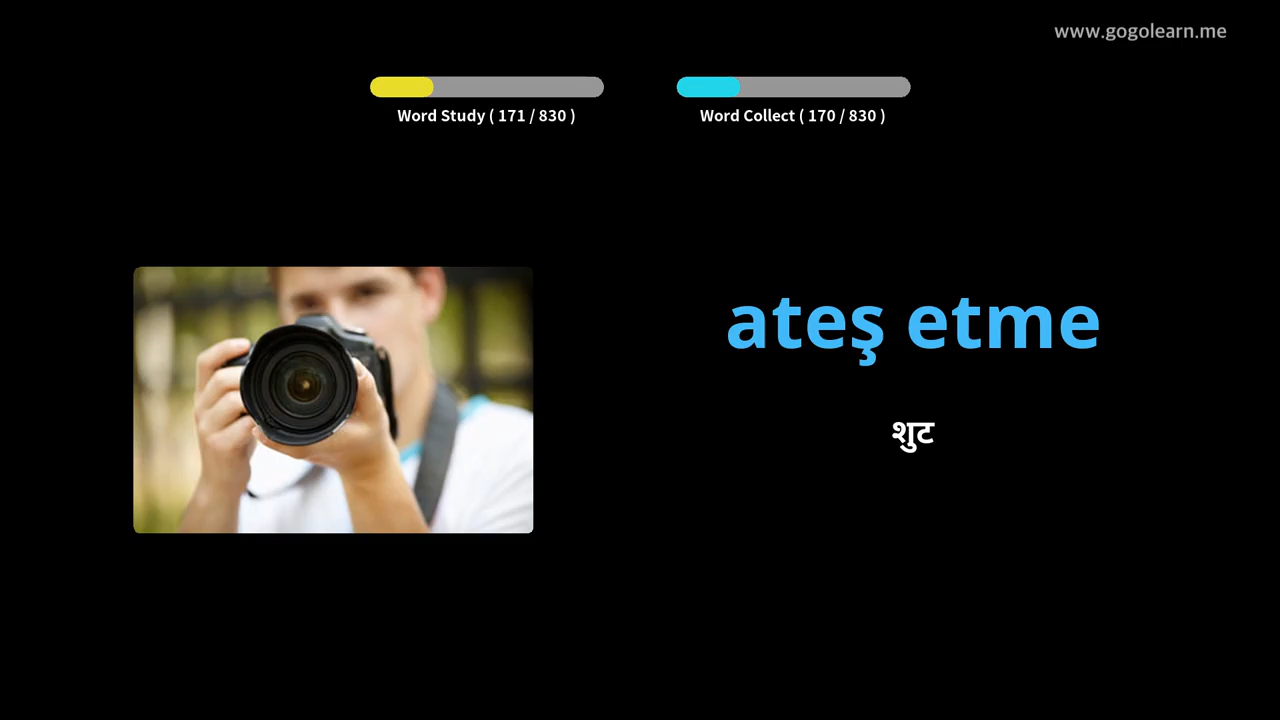 www.gogolearn.me
Word Study ( 171 / 830 )
Word Collect ( 170 / 830 )
ateş etme
शुट